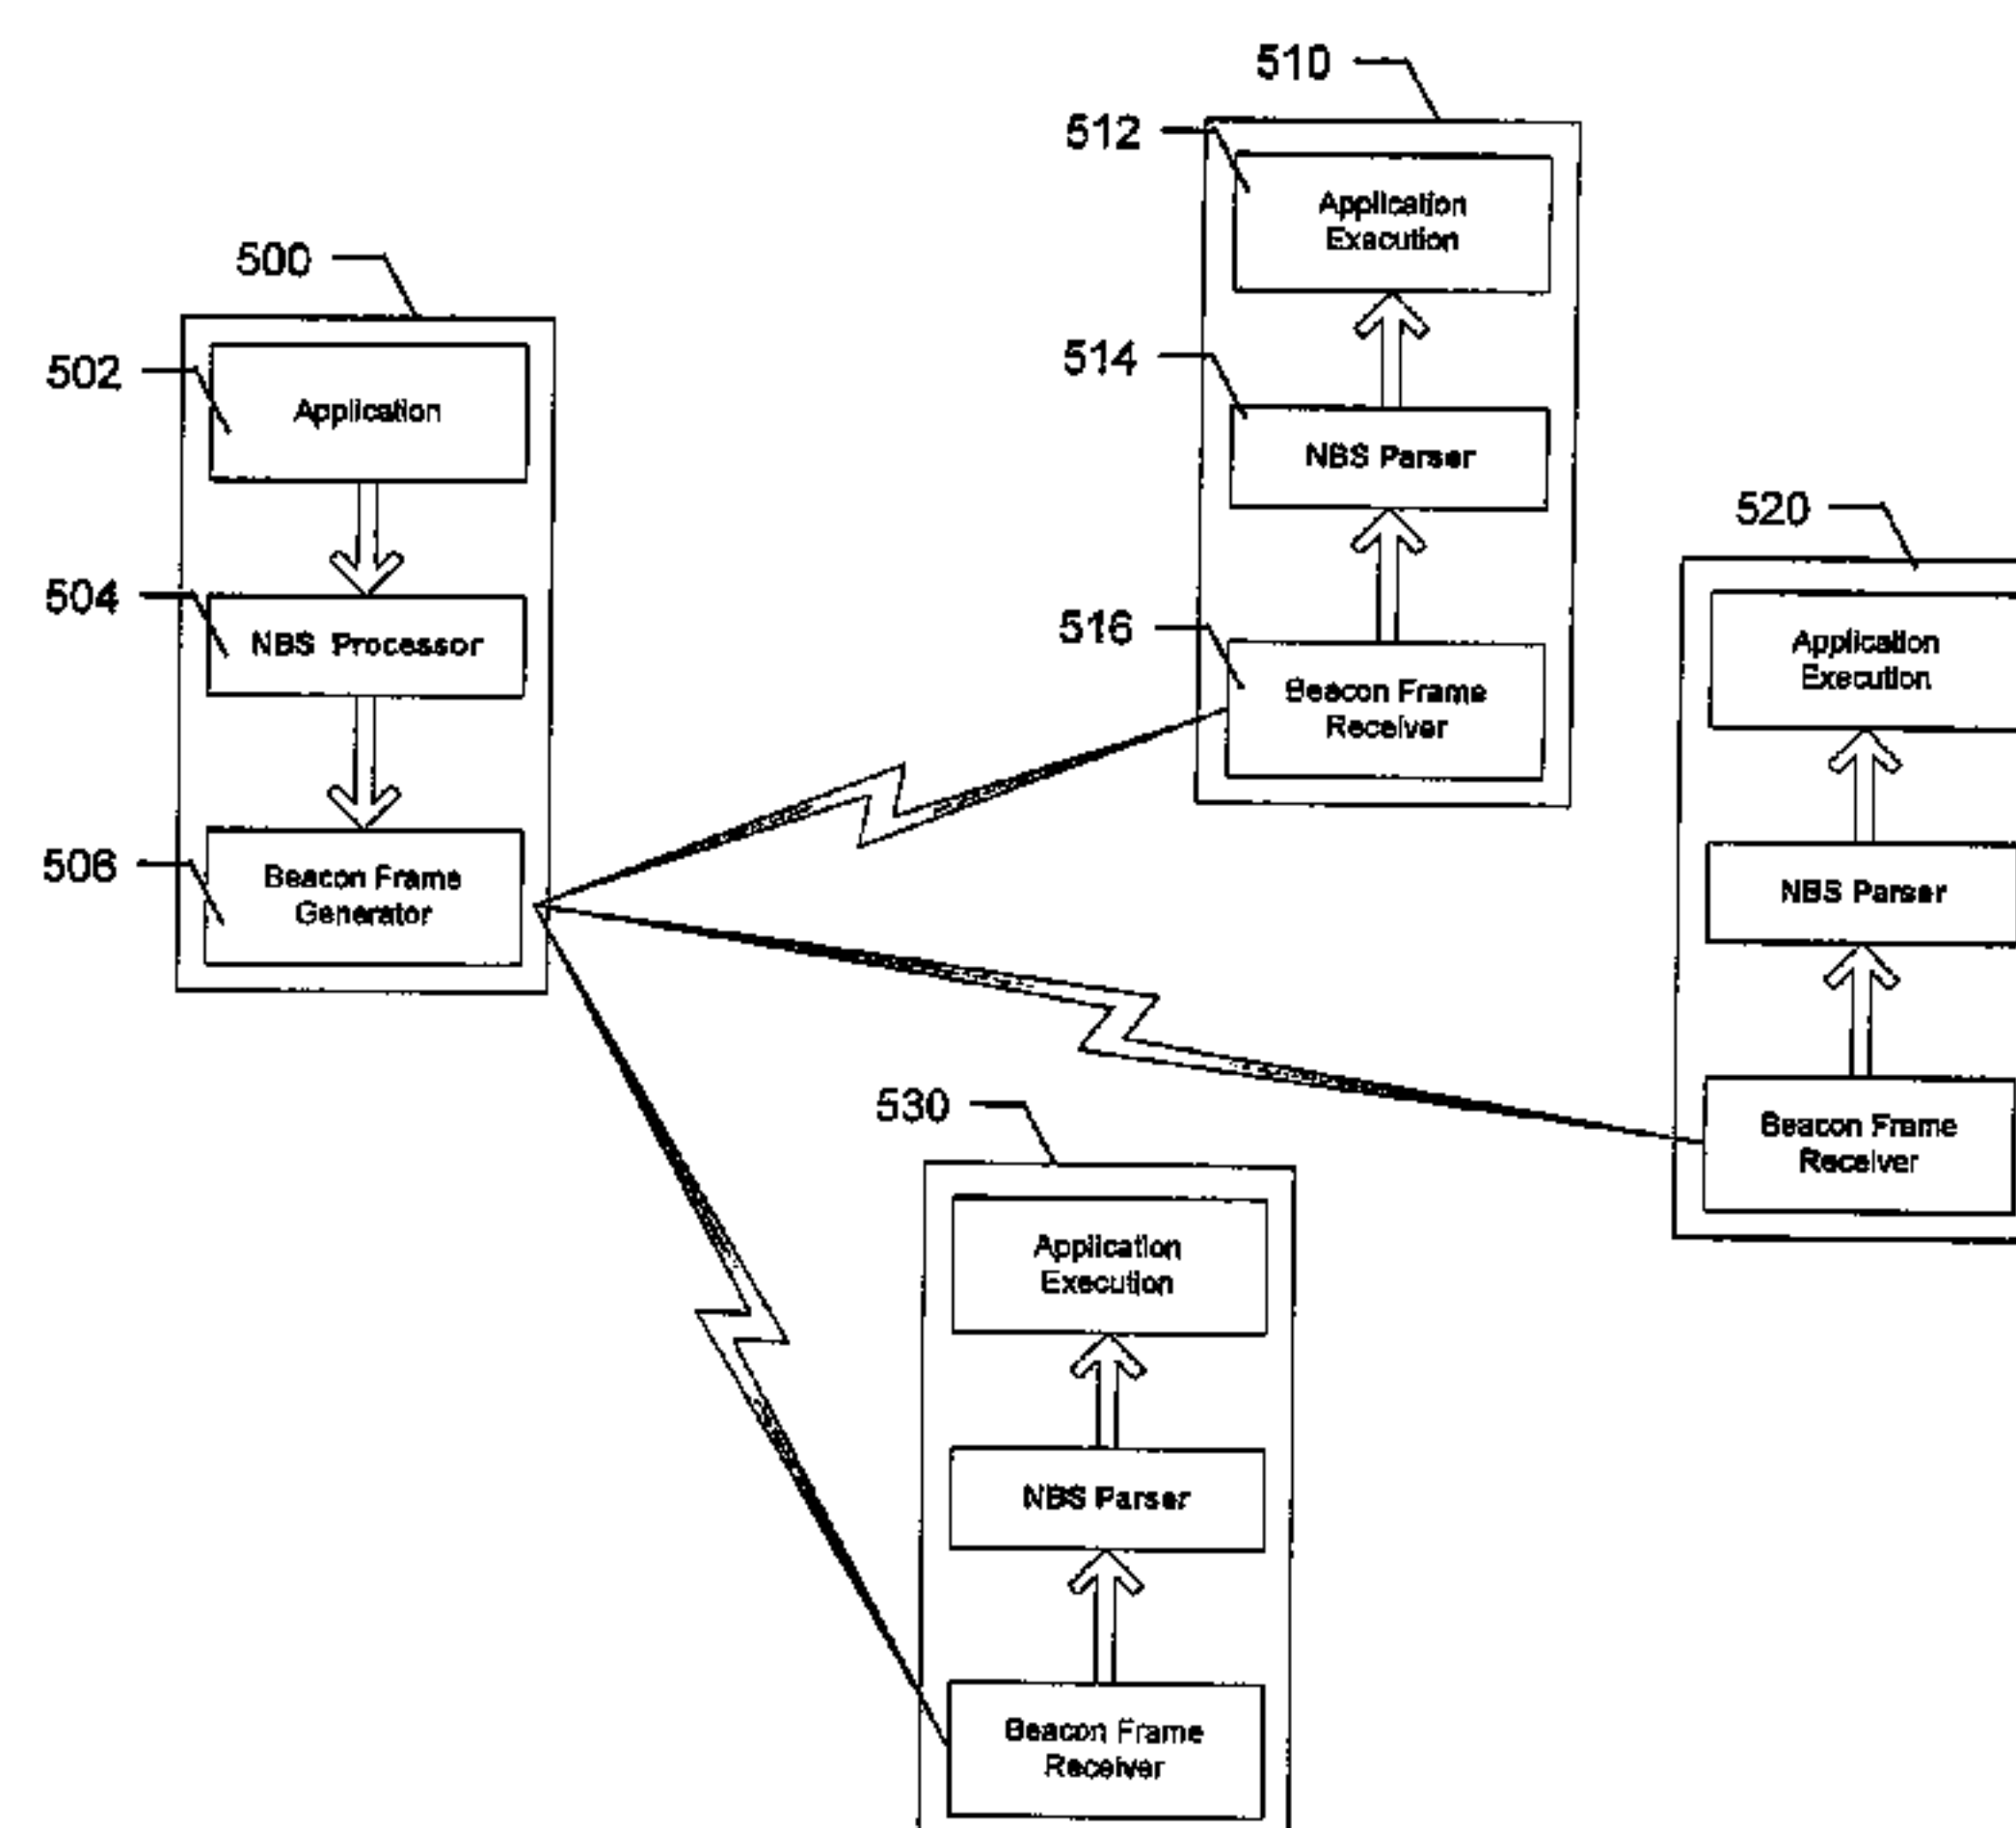 500
502
Application
504
NBS Processor
506
Beacon Frame
Generator
510
512
Application
Execution
514
NBS Parser
516
Beacon Frame
Receiver
520
Application
Execution
NBS Parser
Beacon Frame
Receiver
530
Application
Execution
NBS Parser
Beacon Frame
Receiver